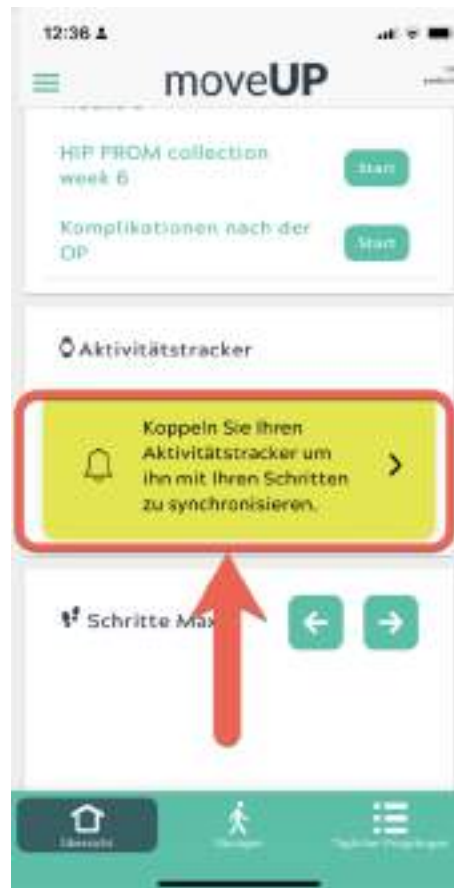 12:36
moveUP
HIP PROM collection
week 6
Start
Komplikationen nach der
OP
Start
Aktivitätstracker
Koppeln Sie Ihren
Aktivitätstracker um
ihn mit Ihren Schritten
zu synchronisieren.
Schritte Max
Übersicht